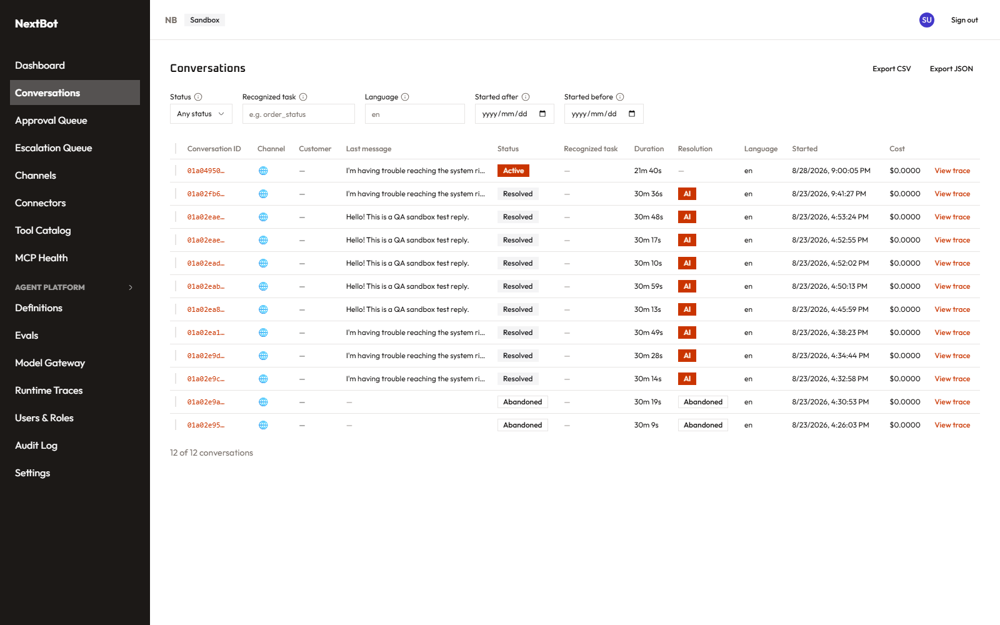 NextBot
Dashboard
Conversations
Approval Queue
Escalation Queue
Channels
Connectors
Tool Catalog
MCP Health
AGENT PLATFORM
Definitions
Evals
Model Gateway
Runtime Traces
Users & Roles
Audit Log
Settings
NB Sandbox SU Sign out
Conversations Export CSV Export JSON
Status Recognized task Language Started after Started before
Any status e.g. order_status en yyyy/mm/dd yyyy/mm/dd
Conversation ID Channel Customer Last message Status Recognized task Duration Resolution Language Started Cost
01a04950… — I'm having trouble reaching the system ri... Active — 21m 40s — en 8/28/2026, 9:00:05 PM $0.0000 View trace
01a02fb6… — I'm having trouble reaching the system ri... Resolved — 30m 36s AI en 8/23/2026, 9:41:27 PM $0.0000 View trace
01a02eae… — Hello! This is a QA sandbox test reply. Resolved — 30m 48s AI en 8/23/2026, 4:53:24 PM $0.0000 View trace
01a02eae… — Hello! This is a QA sandbox test reply. Resolved — 30m 17s AI en 8/23/2026, 4:52:55 PM $0.0000 View trace
01a02ead… — Hello! This is a QA sandbox test reply. Resolved — 30m 10s AI en 8/23/2026, 4:52:02 PM $0.0000 View trace
01a02eab… — Hello! This is a QA sandbox test reply. Resolved — 30m 59s AI en 8/23/2026, 4:50:13 PM $0.0000 View trace
01a02ea8… — Hello! This is a QA sandbox test reply. Resolved — 30m 13s AI en 8/23/2026, 4:45:59 PM $0.0000 View trace
01a02ea1… — I'm having trouble reaching the system ri... Resolved — 30m 49s AI en 8/23/2026, 4:38:23 PM $0.0000 View trace
01a02e9d… — I'm having trouble reaching the system ri... Resolved — 30m 28s AI en 8/23/2026, 4:34:44 PM $0.0000 View trace
01a02e9c… — I'm having trouble reaching the system ri... Resolved — 30m 14s AI en 8/23/2026, 4:32:58 PM $0.0000 View trace
01a02e9a… — — Abandoned — 30m 19s Abandoned en 8/23/2026, 4:30:53 PM $0.0000 View trace
01a02e95… — — Abandoned — 30m 9s Abandoned en 8/23/2026, 4:26:03 PM $0.0000 View trace
12 of 12 conversations